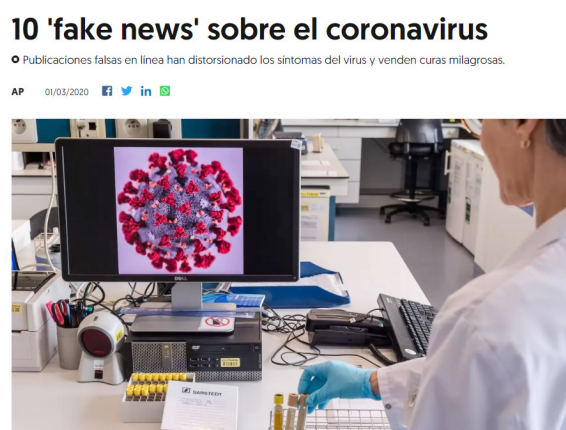 10 'fake news' sobre el coronavirus
Publicaciones falsas en línea han distorsionado los síntomas del virus y venden curas milagrosas.
AP 01/03/2020
DELL
SARSTEDT